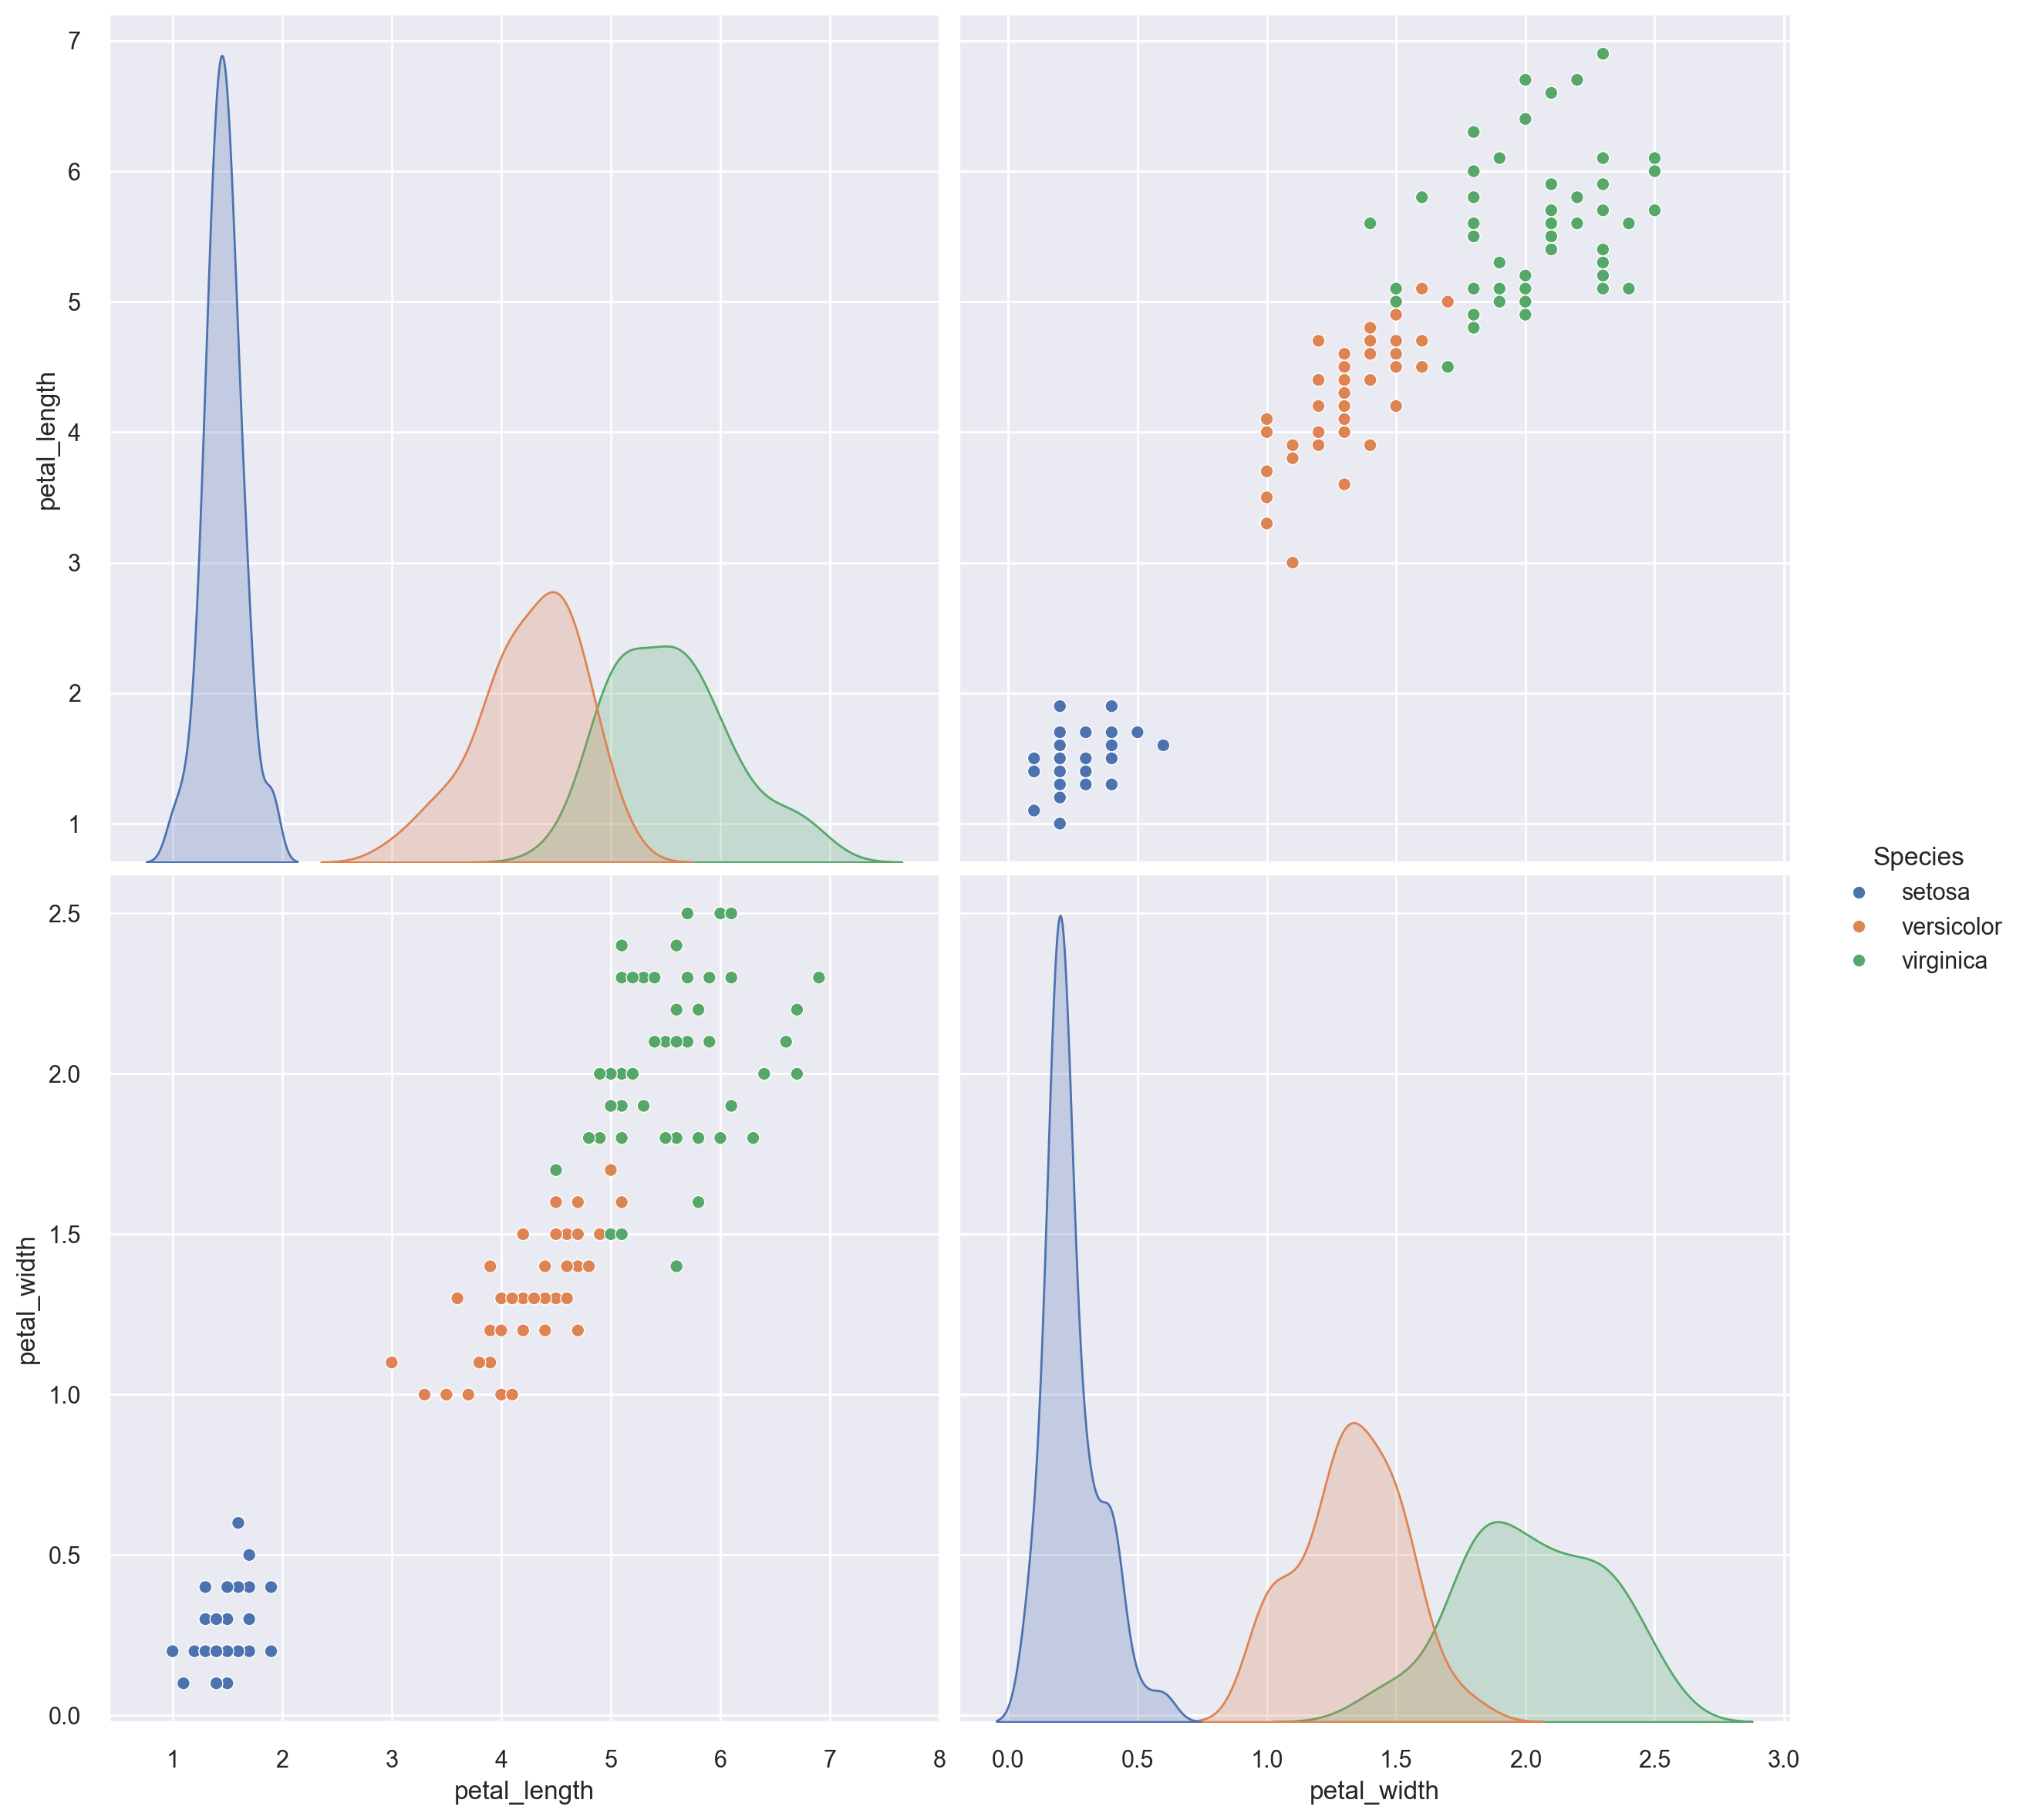 7
6
5
4
3
2
1
petal_length
2.5
2.0
1.5
1.0
0.5
0.0
petal_width
1 2 3 4 5 6 7 8
petal_length
0.0 0.5 1.0 1.5 2.0 2.5 3.0
petal_width
Species
setosa
versicolor
virginica